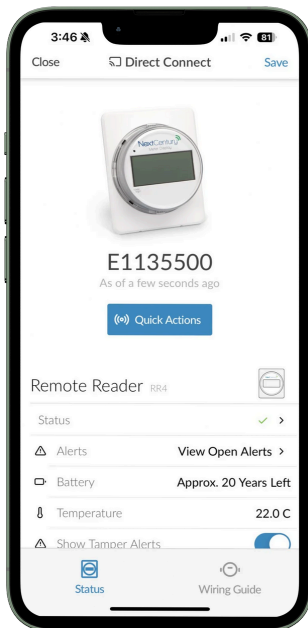 3:46 81
Close Direct Connect Save
NextCentury
E1135500
As of a few seconds ago
Quick Actions
Remote Reader RR4
Status
Alerts View Open Alerts >
Battery Approx. 20 Years Left
Temperature 22.0 C
Show Tamper Alerts
Status Wiring Guide